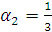 α₂ = 1/3